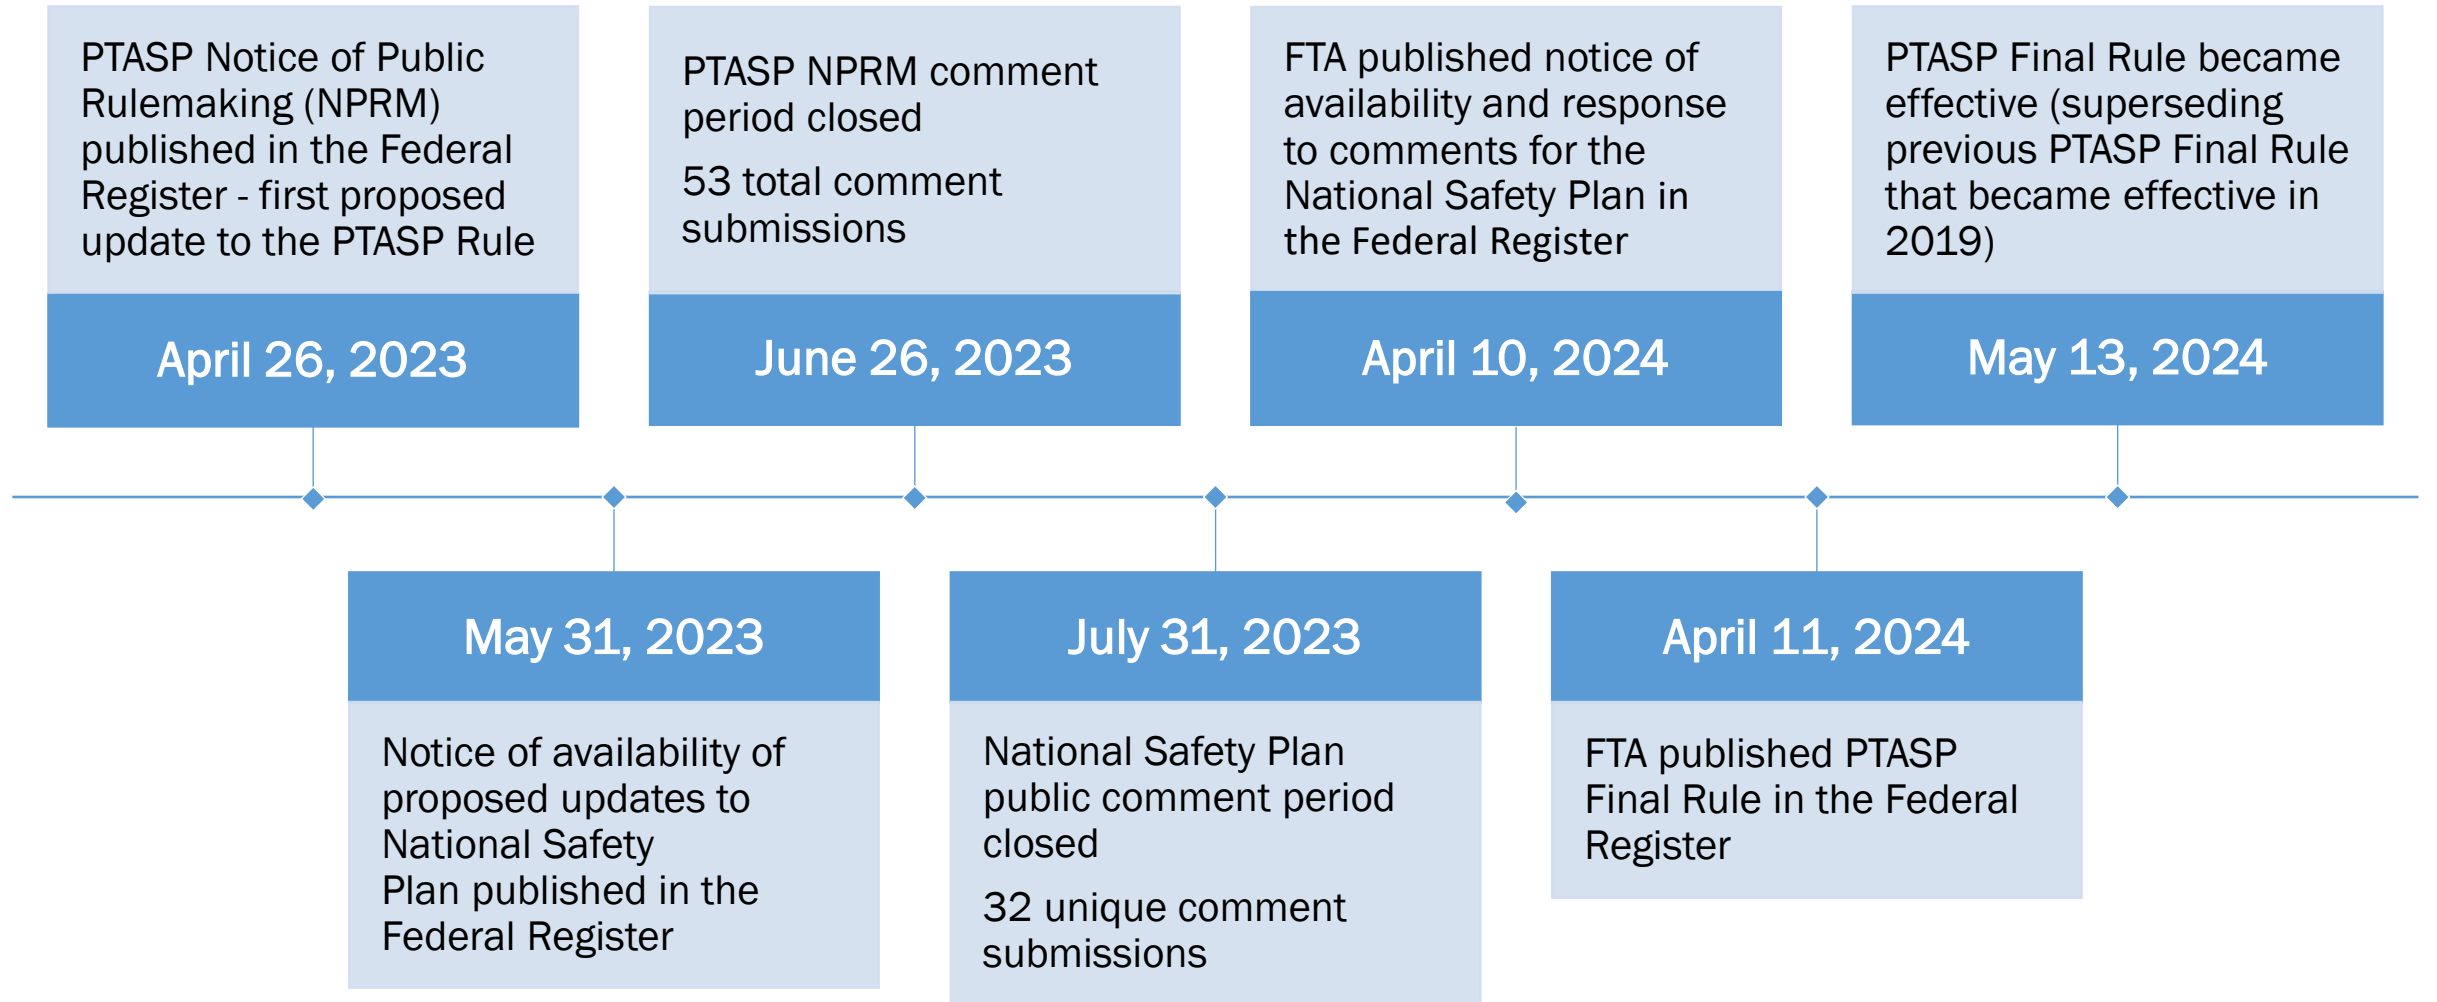 PTASP Notice of Public
Rulemaking (NPRM)
published in the Federal
Register - first proposed
update to the PTASP Rule
April 26, 2023
May 31, 2023
Notice of availability of
proposed updates to
National Safety
Plan published in the
Federal Register
PTASP NPRM comment
period closed
53 total comment
submissions
June 26, 2023
July 31, 2023
National Safety Plan
public comment period
closed
32 unique comment
submissions
FTA published notice of
availability and response
to comments for the
National Safety Plan in
the Federal Register
April 10, 2024
April 11, 2024
FTA published PTASP
Final Rule in the Federal
Register
PTASP Final Rule became
effective (superseding
previous PTASP Final Rule
that became effective in
2019)
May 13, 2024